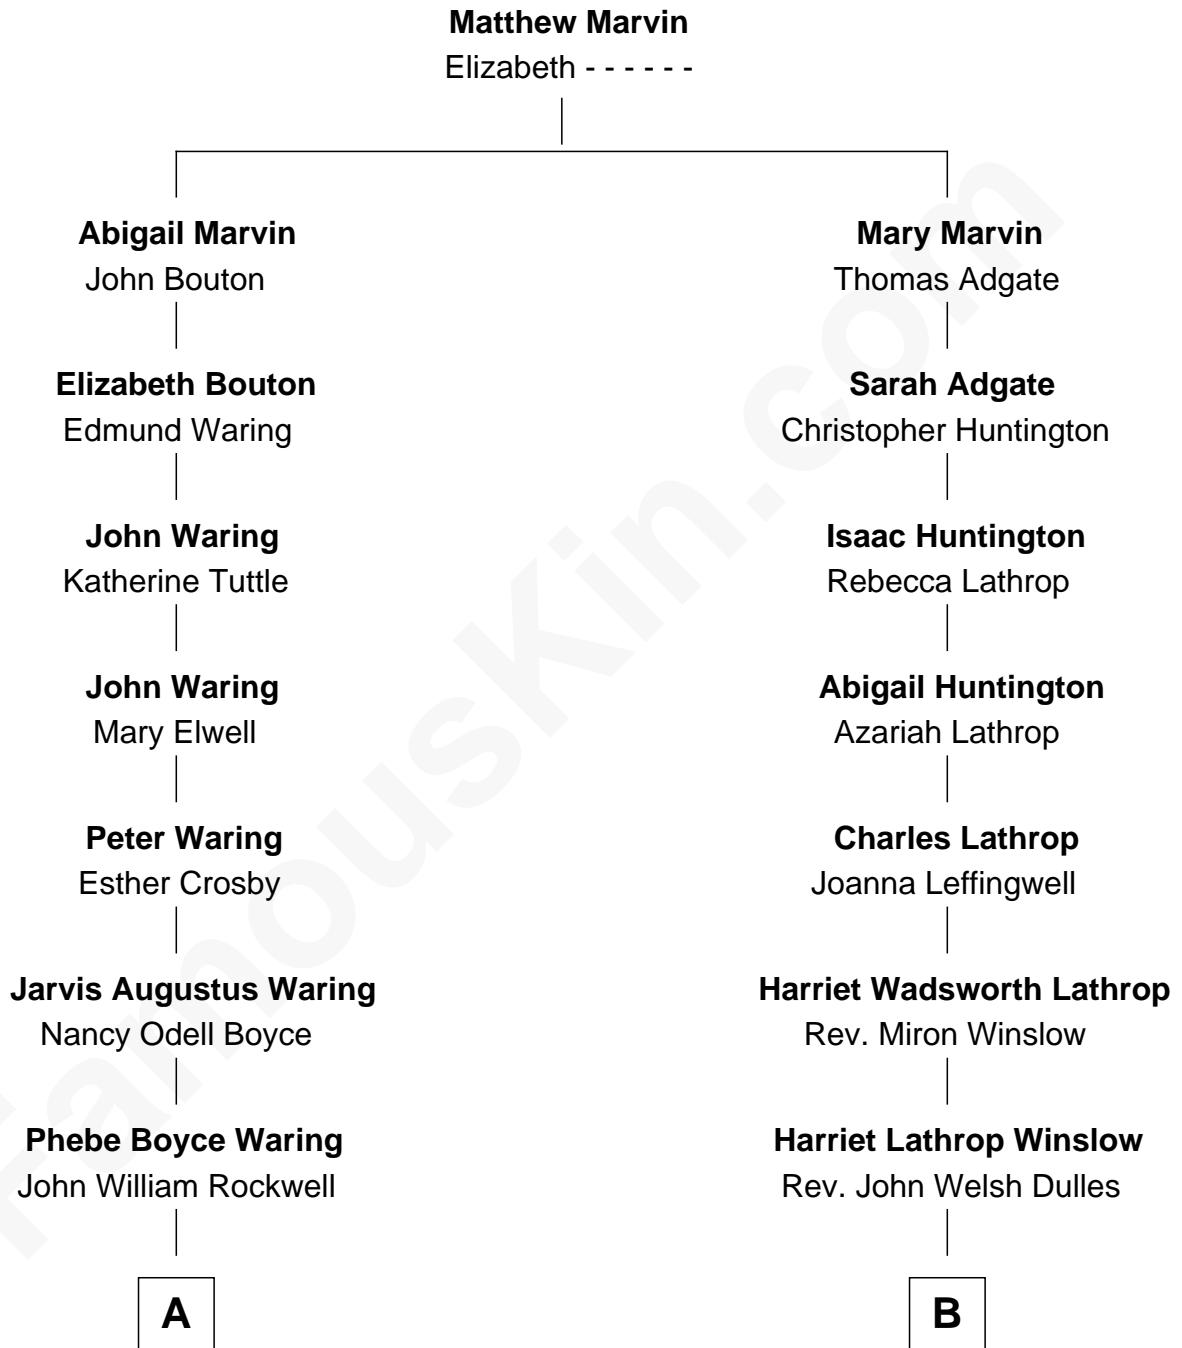 Matthew Marvin
Elizabeth - - - - - -
Abigail Marvin
John Bouton
Mary Marvin
Thomas Adgate
Elizabeth Bouton
Edmund Waring
Sarah Adgate
Christopher Huntington
John Waring
Katherine Tuttle
Isaac Huntington
Rebecca Lathrop
John Waring
Mary Elwell
Abigail Huntington
Azariah Lathrop
Peter Waring
Esther Crosby
Charles Lathrop
Joanna Leffingwell
Jarvis Augustus Waring
Nancy Odell Boyce
Harriet Wadsworth Lathrop
Rev. Miron Winslow
Phebe Boyce Waring
John William Rockwell
Harriet Lathrop Winslow
Rev. John Welsh Dulles
A
B
FamousKin.com